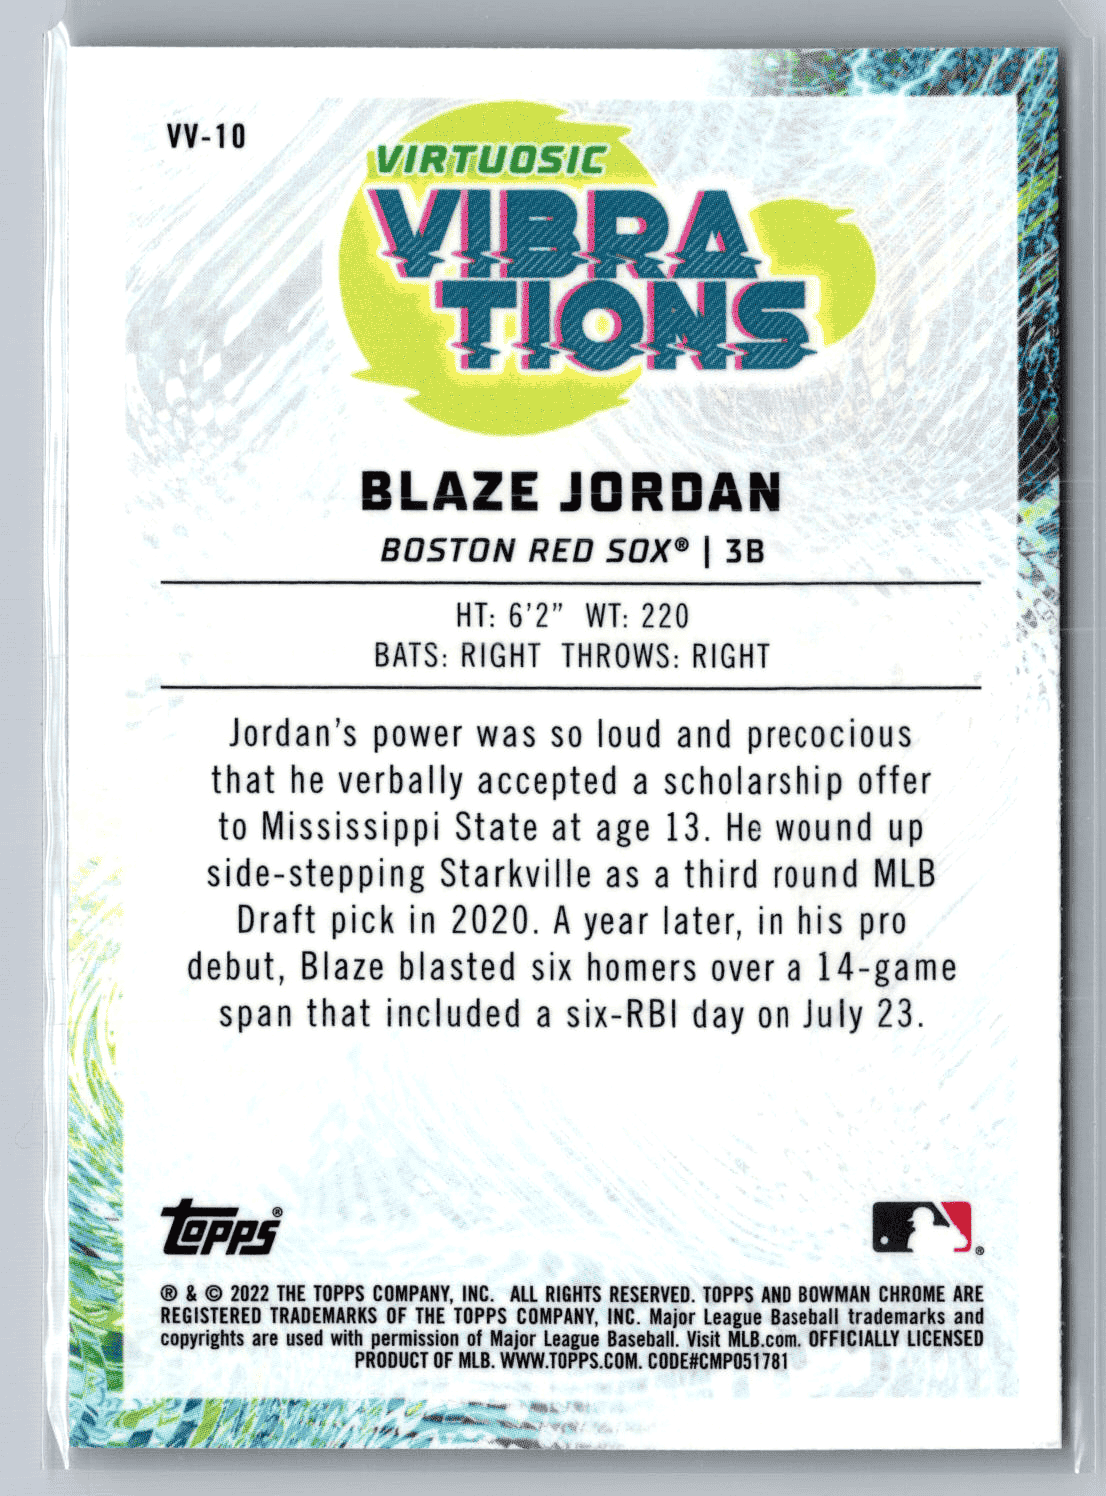 VV-10
VIRTUOSIC
VIBRA
TIONS
BLAZE JORDAN
BOSTON RED SOX® | 3B
HT: 6'2" WT: 220
BATS: RIGHT THROWS: RIGHT
Jordan's power was so loud and precocious
that he verbally accepted a scholarship offer
to Mississippi State at age 13. He wound up
side-stepping Starkville as a third round MLB
Draft pick in 2020. A year later, in his pro
debut, Blaze blasted six homers over a 14-game
span that included a six-RBI day on July 23.
topps®
®
® & © 2022 THE TOPPS COMPANY, INC. ALL RIGHTS RESERVED. TOPPS AND BOWMAN CHROME ARE
REGISTERED TRADEMARKS OF THE TOPPS COMPANY, INC. Major League Baseball trademarks and
copyrights are used with permission of Major League Baseball. Visit MLB.com. OFFICIALLY LICENSED
PRODUCT OF MLB. WWW.TOPPS.COM. CODE#CMP051781